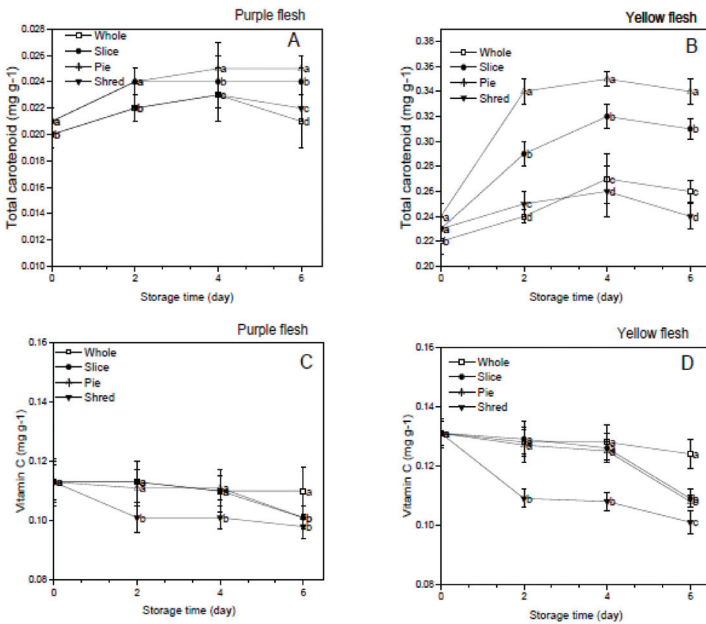 Purple flesh
A
Whole
Slice
Pie
Shred
Total carotenoid (mg g-1)
0.028
0.026
0.024
0.022
0.020
0.018
0.016
0.014
0.012
0.010
a
b
a
b
a
b
a
b
c
d
0
2
4
6
Storage time (day)
Yellow flesh
B
Whole
Slice
Pie
Shred
Total carotenoid (mg g-1)
0.38
0.36
0.34
0.32
0.30
0.28
0.26
0.24
0.22
0.20
a
a
b
a
b
c
d
a
b
c
d
a
b
c
d
0
2
4
6
Storage time (day)
Purple flesh
C
Whole
Slice
Pie
Shred
Vitamin C (mg g-1)
0.16
0.14
0.12
0.10
0.08
a
a
a
b
a
a
b
a
b
b
0
2
4
6
Storage time (day)
Yellow flesh
D
Whole
Slice
Pie
Shred
Vitamin C (mg g-1)
0.16
0.14
0.12
0.10
0.08
a
a
a
b
a
a
a
b
a
b
c
0
2
4
6
Storage time (day)